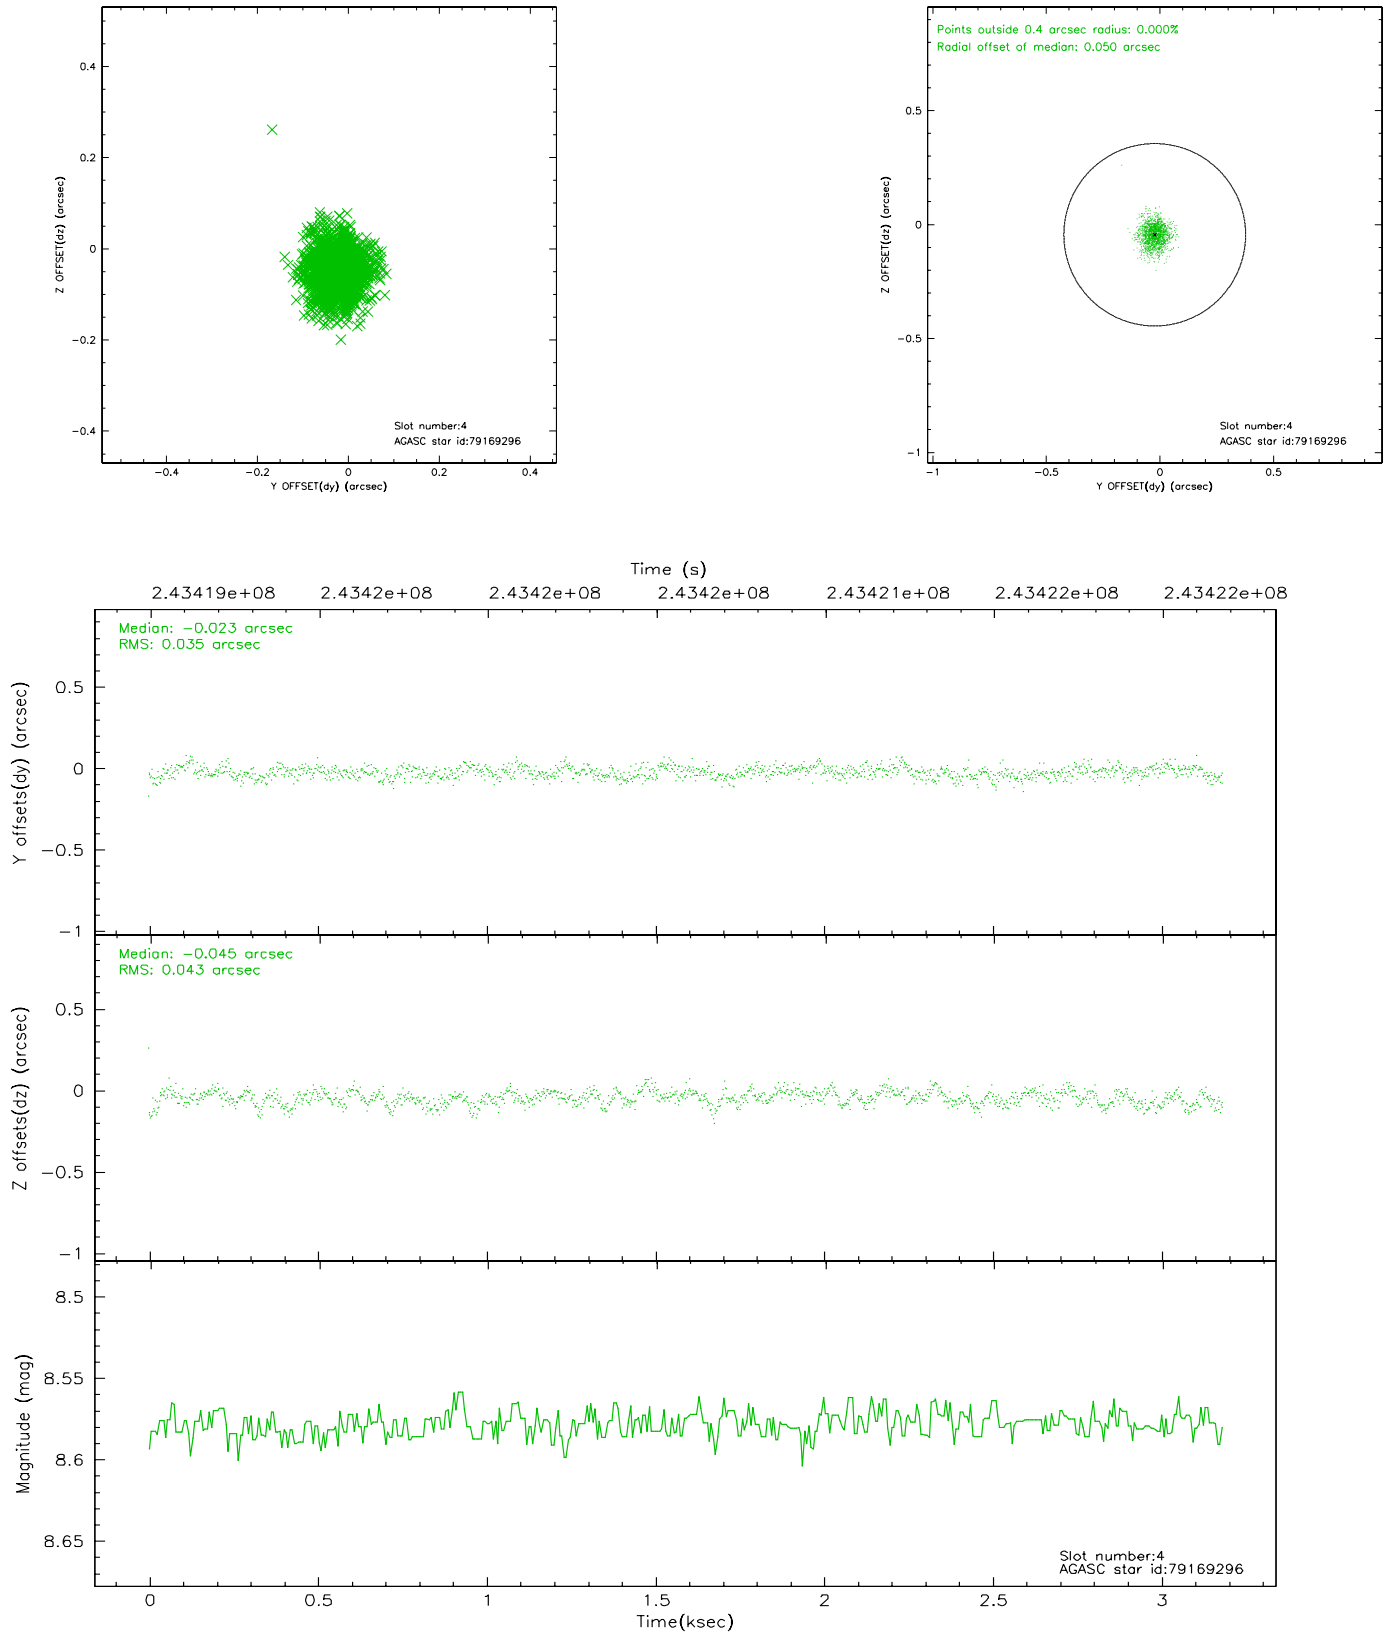 0.4
0.2
0
−0.2
−0.4
Z OFFSET(dz) (arcsec)
Slot number:4
AGASC star id:79169296
−0.4
−0.2
0
0.2
0.4
Y OFFSET(dy) (arcsec)
Points outside 0.4 arcsec radius: 0.000%
Radial offset of median: 0.050 arcsec
0.5
0
−0.5
−1
Z OFFSET(dz) (arcsec)
Slot number:4
AGASC star id:79169296
−1
−0.5
0
0.5
Y OFFSET(dy) (arcsec)
Time (s)
2.43419e+08
2.4342e+08
2.4342e+08
2.4342e+08
2.43421e+08
2.43422e+08
2.43422e+08
Median: −0.023 arcsec
RMS: 0.035 arcsec
0.5
0
−0.5
−1
Y offsets(dy) (arcsec)
Median: −0.045 arcsec
RMS: 0.043 arcsec
0.5
0
−0.5
−1
Z offsets(dz) (arcsec)
8.5
8.55
8.6
8.65
Magnitude (mag)
Slot number:4
AGASC star id:79169296
0
0.5
1
1.5
2
2.5
3
Time(ksec)